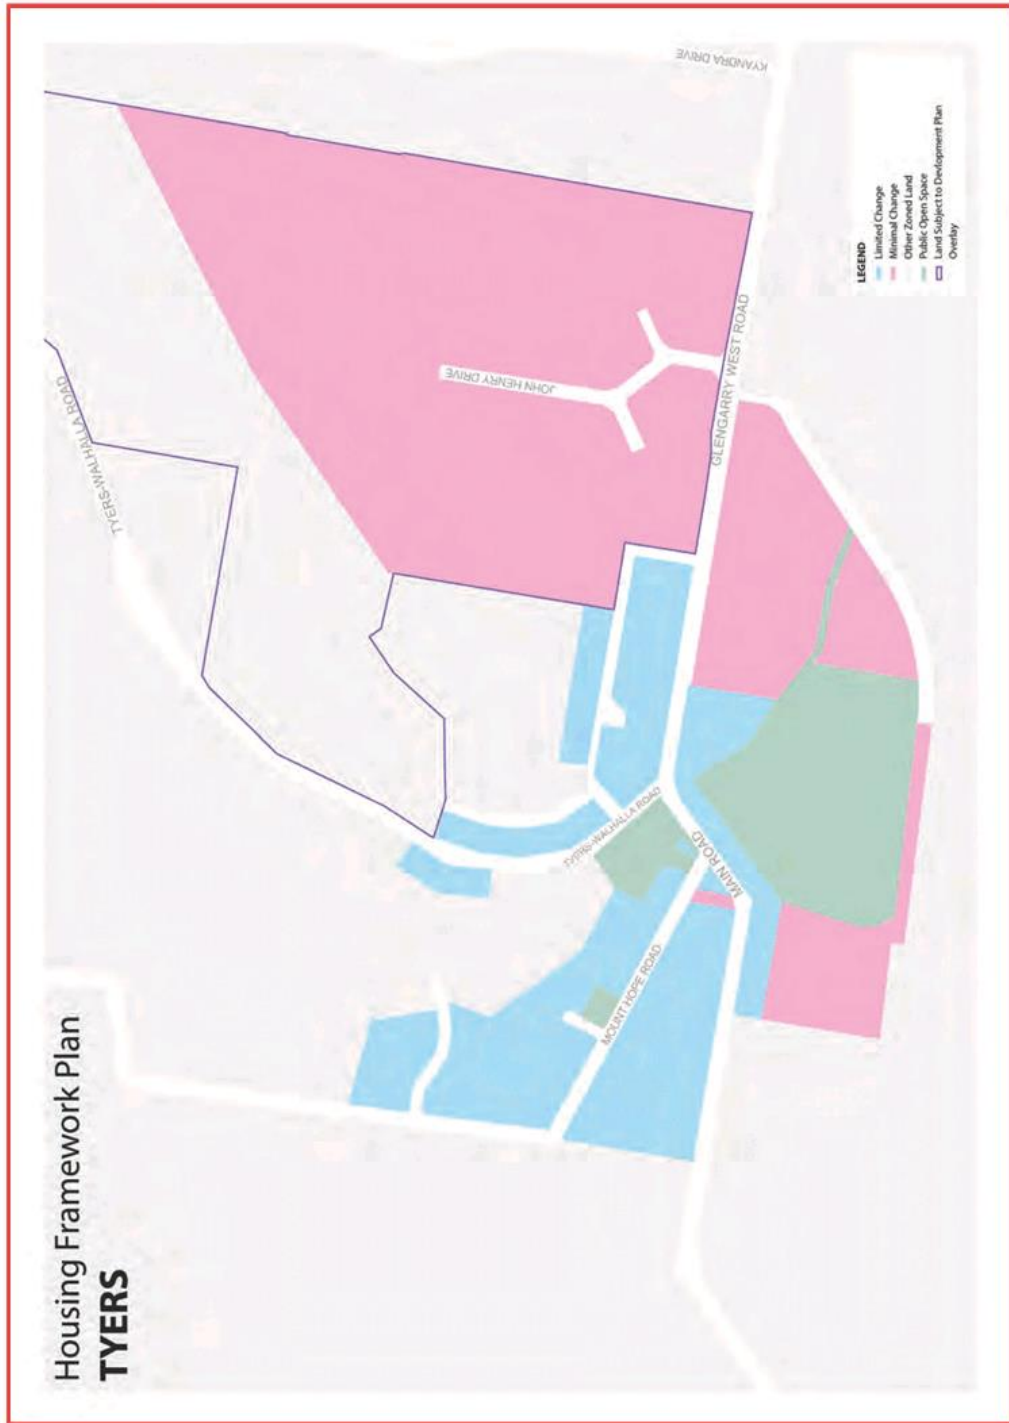 Housing Framework Plan
TYERS
TYERS-WALHALLA ROAD
KYANDRA DRIVE
JOHN HENRY DRIVE
GLENGARRY WEST ROAD
TYERS-WALHALLA ROAD
MAIN ROAD
MOUNT HOPE ROAD
LEGEND
Limited Change
Minimal Change
Other Zoned Land
Public Open Space
Land Subject to Devlopment Plan
Overlay